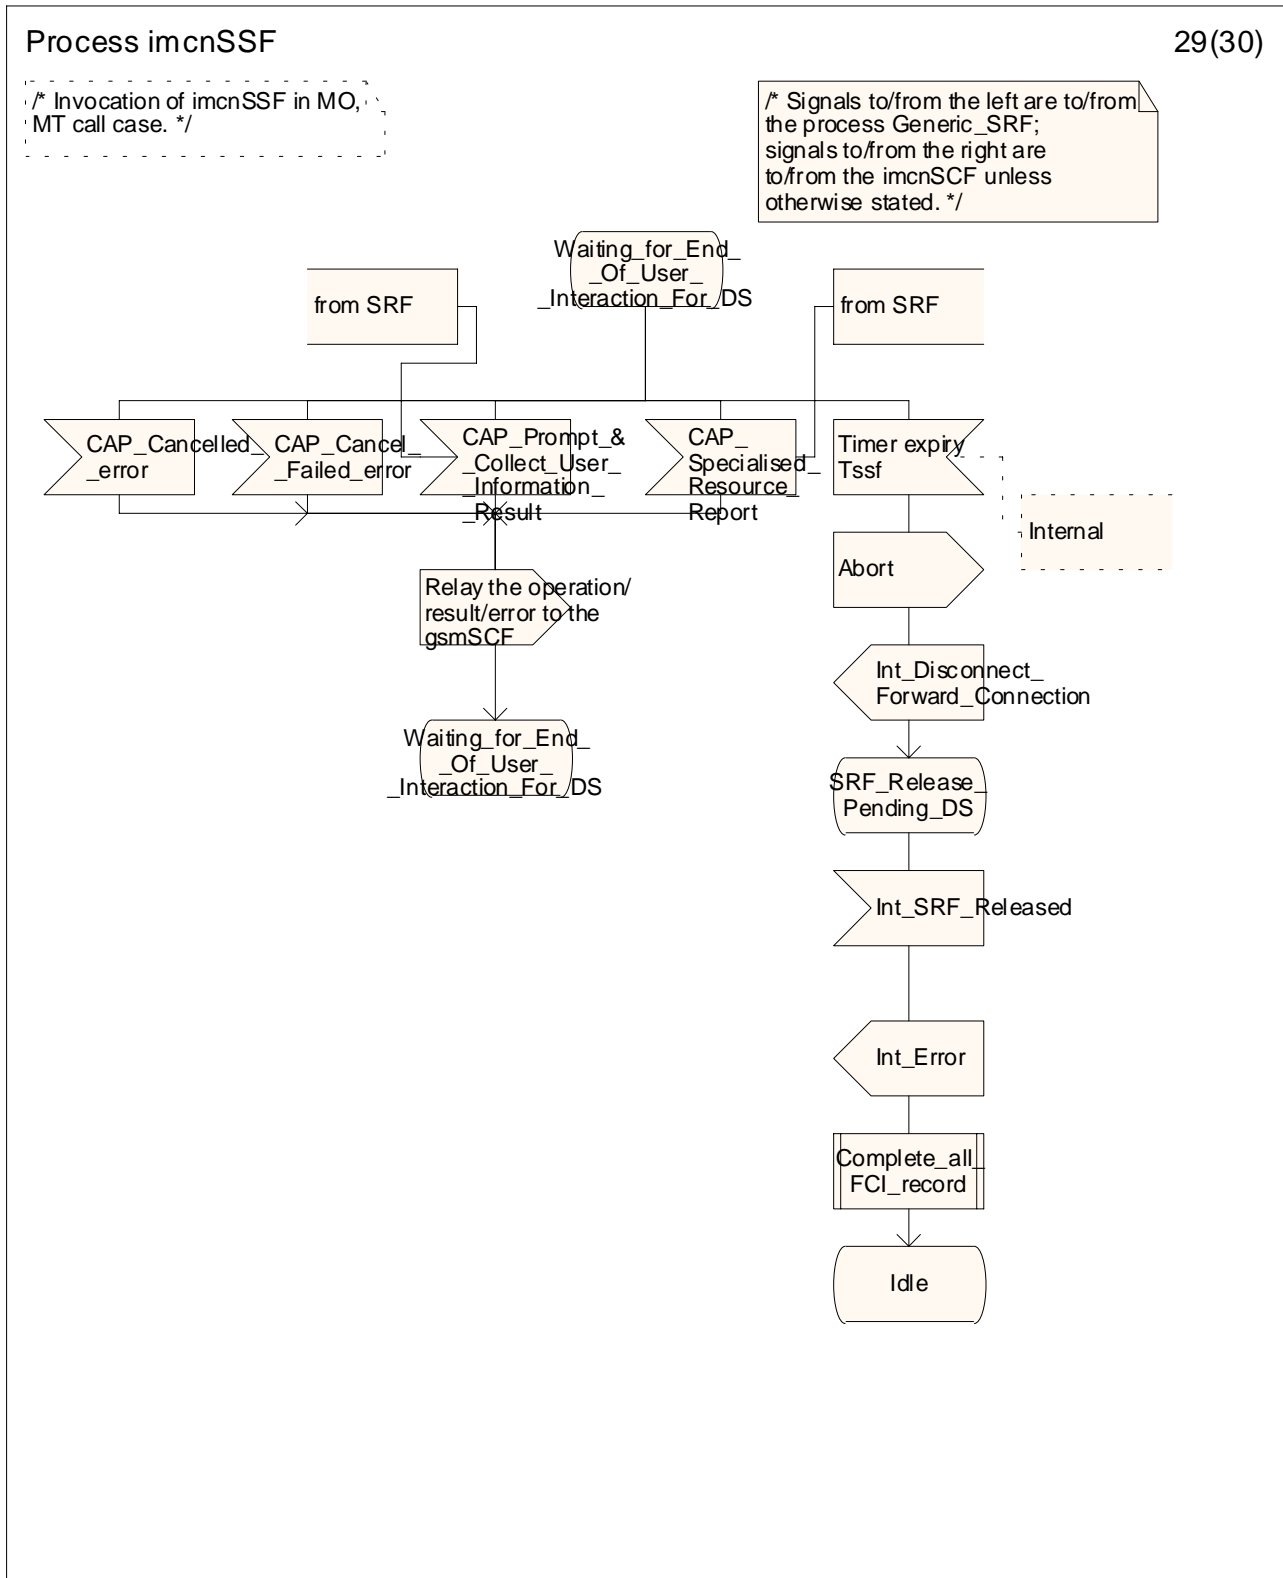 Process imcnSSF
29(30)
/* Invocation of imcnSSF in MO,
MT call case. */
/* Signals to/from the left are to/from
the process Generic_SRF;
signals to/from the right are
to/from the imcnSCF unless
otherwise stated. */
Waiting_for_End_
_Of_User_
_Interaction_For_DS
from SRF
from SRF
CAP_Cancelled_
_error
CAP_Cancel_
_Failed_error
CAP_Prompt_&
_Collect_User_
_Information_
_Result
CAP_
Specialised_
Resource_
Report
Timer expiry
Tssf
Internal
Abort
Relay the operation/
result/error to the
gsmSCF
Int_Disconnect_
Forward_Connection
Waiting_for_End_
_Of_User_
_Interaction_For_DS
SRF_Release_
Pending_DS
Int_SRF_Released
Int_Error
Complete_all_
FCI_record
Idle